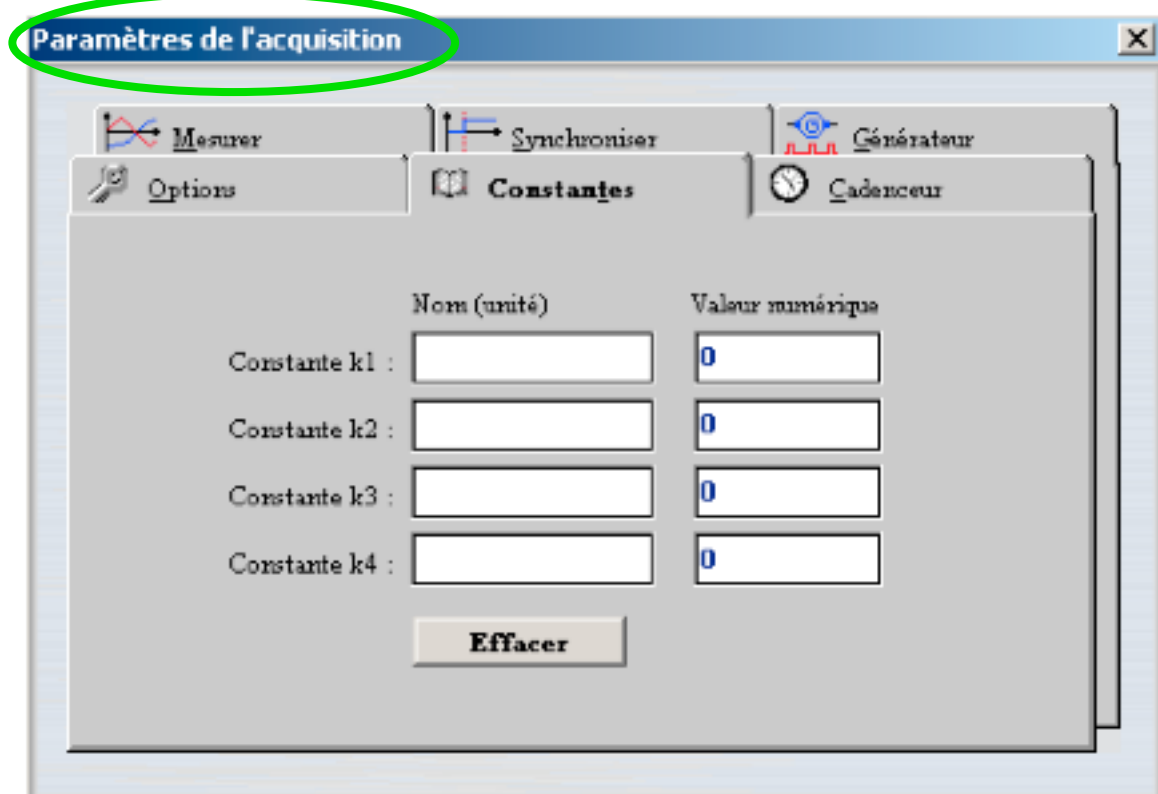 Paramètres de l'acquisition
Mesurer Synchroniser Générateur
Options Constantes Cadenceur
Nom (unité) Valeur numérique
Constante k1 : 0
Constante k2 : 0
Constante k3 : 0
Constante k4 : 0
Effacer